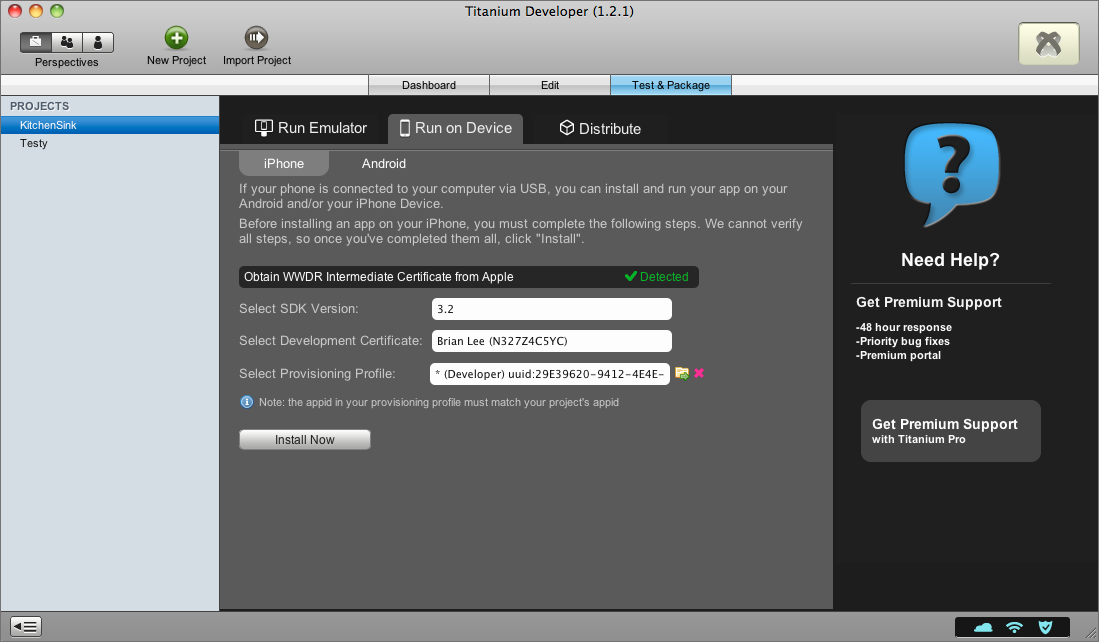 Titanium Developer (1.2.1)
Perspectives
New Project
Import Project
Dashboard
Edit
Test & Package
PROJECTS
KitchenSink
Testy
Run Emulator
Run on Device
Distribute
iPhone
Android
If your phone is connected to your computer via USB, you can install and run your app on your
Android and/or your iPhone Device.
Before installing an app on your iPhone, you must complete the following steps. We cannot verify
all steps, so once you've completed them all, click "Install".
Obtain WWDR Intermediate Certificate from Apple
Detected
Select SDK Version:
3.2
Select Development Certificate:
Brian Lee (N327Z4C5YC)
Select Provisioning Profile:
* (Developer) uuid:29E39620-9412-4E4E-
Note: the appid in your provisioning profile must match your project's appid
Install Now
?
Need Help?
Get Premium Support
-48 hour response
-Priority bug fixes
-Premium portal
Get Premium Support
with Titanium Pro